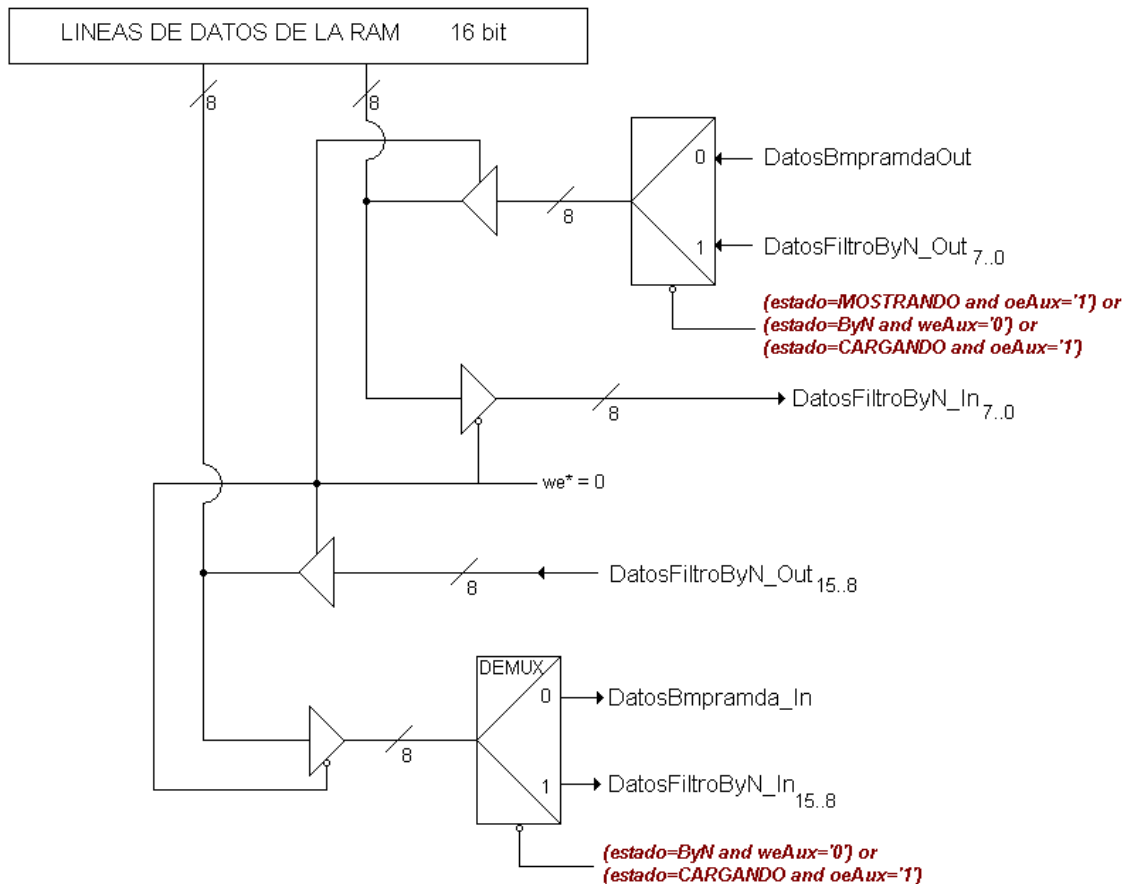 LINEAS DE DATOS DE LA RAM 16 bit
8
8
0
DatosBmpramdaOut
8
1
DatosFiltroByN_Out 7..0
(estado=MOSTRANDO and oeAux='1') or
(estado=ByN and weAux='0') or
(estado=CARGANDO and oeAux='1')
8
DatosFiltroByN_In 7..0
we* = 0
8
DatosFiltroByN_Out 15..8
DEMUX
0
DatosBmpramda_In
8
1
DatosFiltroByN_In 15..8
(estado=ByN and weAux='0') or
(estado=CARGANDO and oeAux='1')